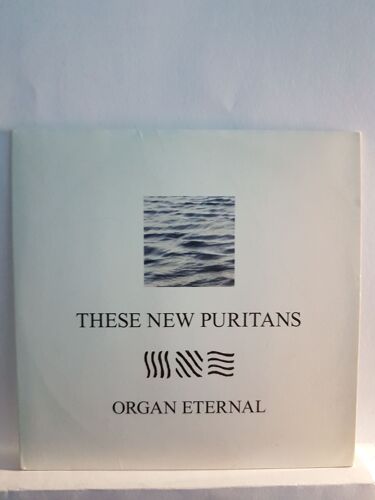 THESE NEW PURITANS
ORGAN ETERNAL